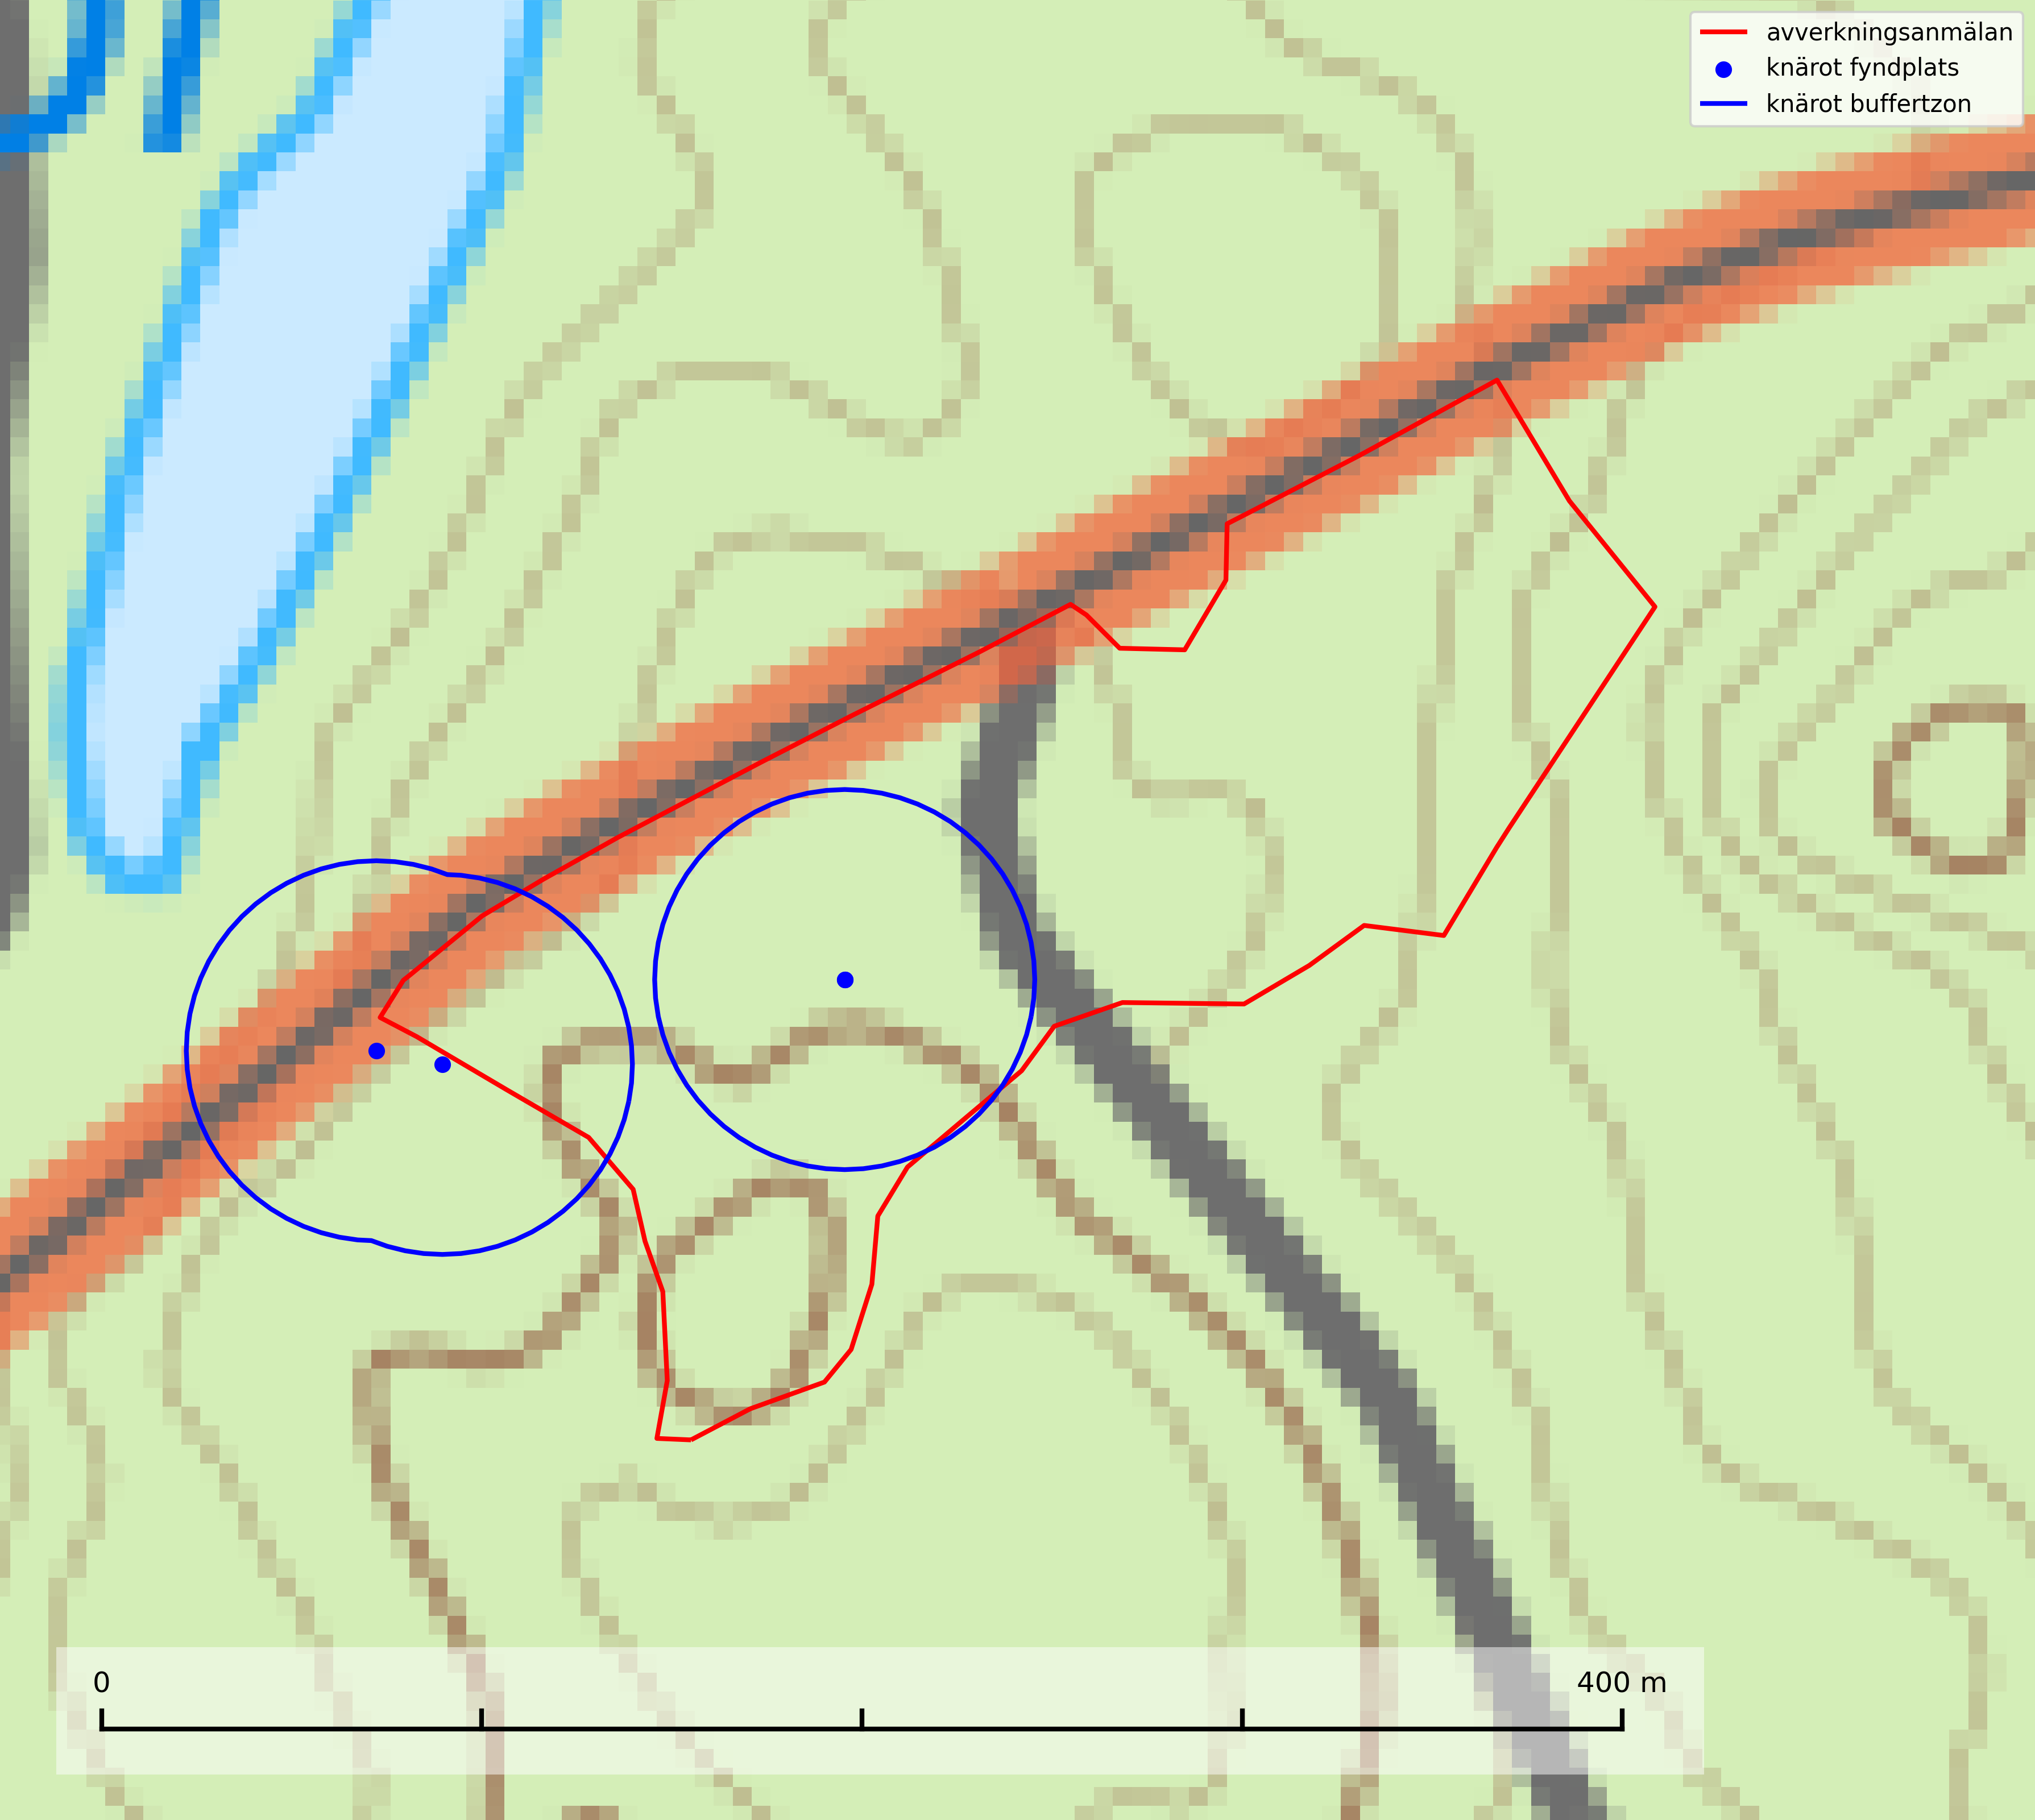 avverkningsanmälan
knärot fyndplats
knärot buffertzon
0
400 m